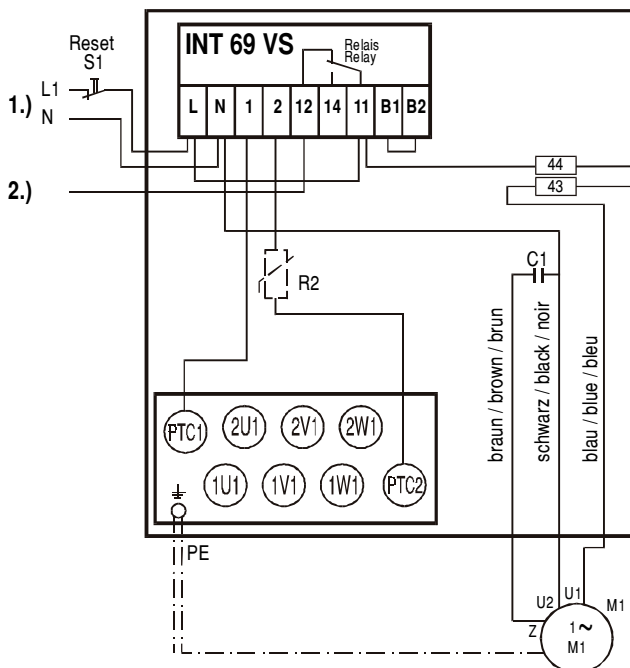 INT 69 VS
Relais
Relay
Reset
S1
L N 1 2 12 14 11 B1 B2
1.) L1
N
2.)
44
43
R2
C1
braun / brown / brun
schwarz / black / noir
blau / blue / bleu
PTC1 2U1 2V1 2W1
1U1 1V1 1W1 PTC2
PE
U2 U1 M1
Z
1 ~
M1